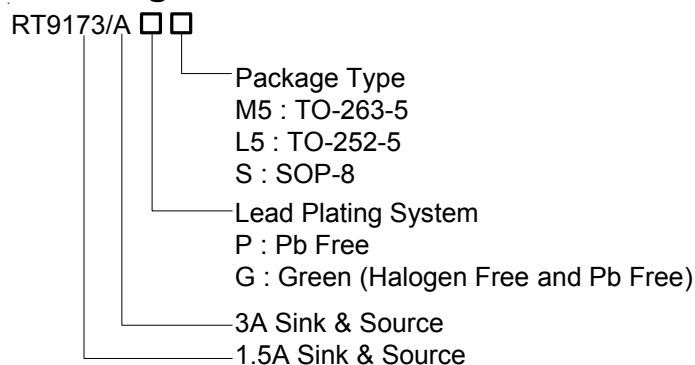 RT9173/A
Package Type
M5 : TO-263-5
L5 : TO-252-5
S : SOP-8
Lead Plating System
P : Pb Free
G : Green (Halogen Free and Pb Free)
3A Sink & Source
1.5A Sink & Source